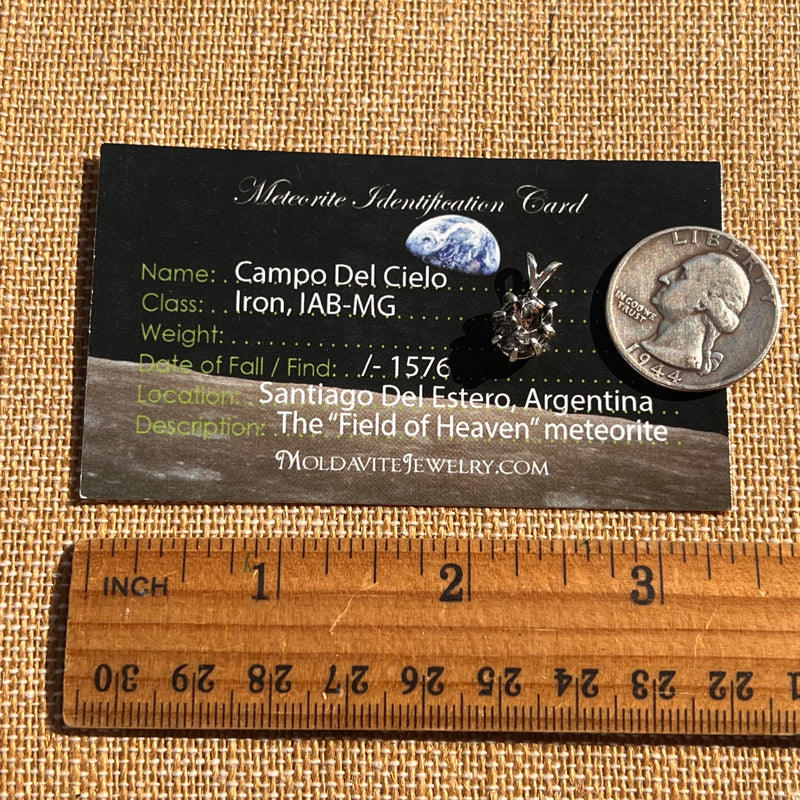 Meteorite Identification Card
Name: . . Campo Del Cielo
Class: . . Iron, IAB-MG
Weight:
Date of Fall / Find: . . /-. 1576
Location: Santiago Del Estero, Argentina
Description: The "Field of Heaven" meteorite
MOLDAVITEJEWELRY.COM
LIBERTY
IN GOD WE
TRUST
1944
INCH 1 2 3
30 29 28 27 26 25 24 23 22